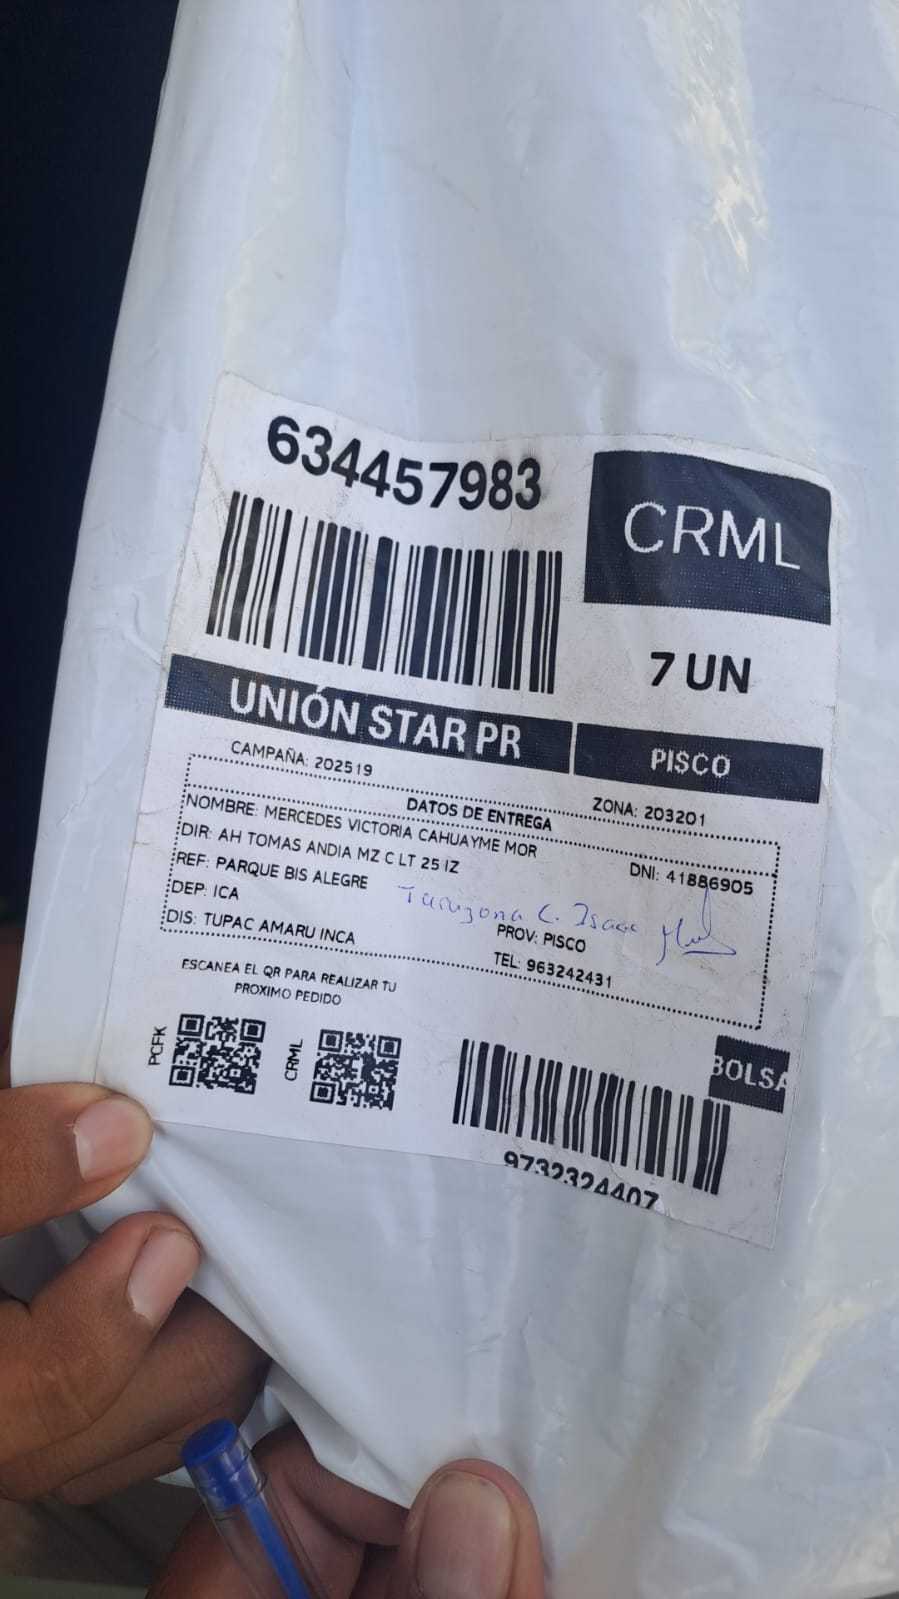 634457983
CRML
7 UN
UNIÓN STAR PR
PISCO
CAMPAÑA: 202519
ZONA: 203201
DATOS DE ENTREGA
NOMBRE: MERCEDES VICTORIA CAHUAYME MOR
DNI: 41886905
DIR: AH TOMAS ANDIA MZ C LT 25 IZ
REF: PARQUE BIS ALEGRE
DEP: ICA
PROV: PISCO
DIS: TUPAC AMARU INCA
TEL: 963242431
C. Isaac
ESCANEA EL QR PARA REALIZAR TU
PROXIMO PEDIDO
PCFK
CRML
BOLSA
9732324407